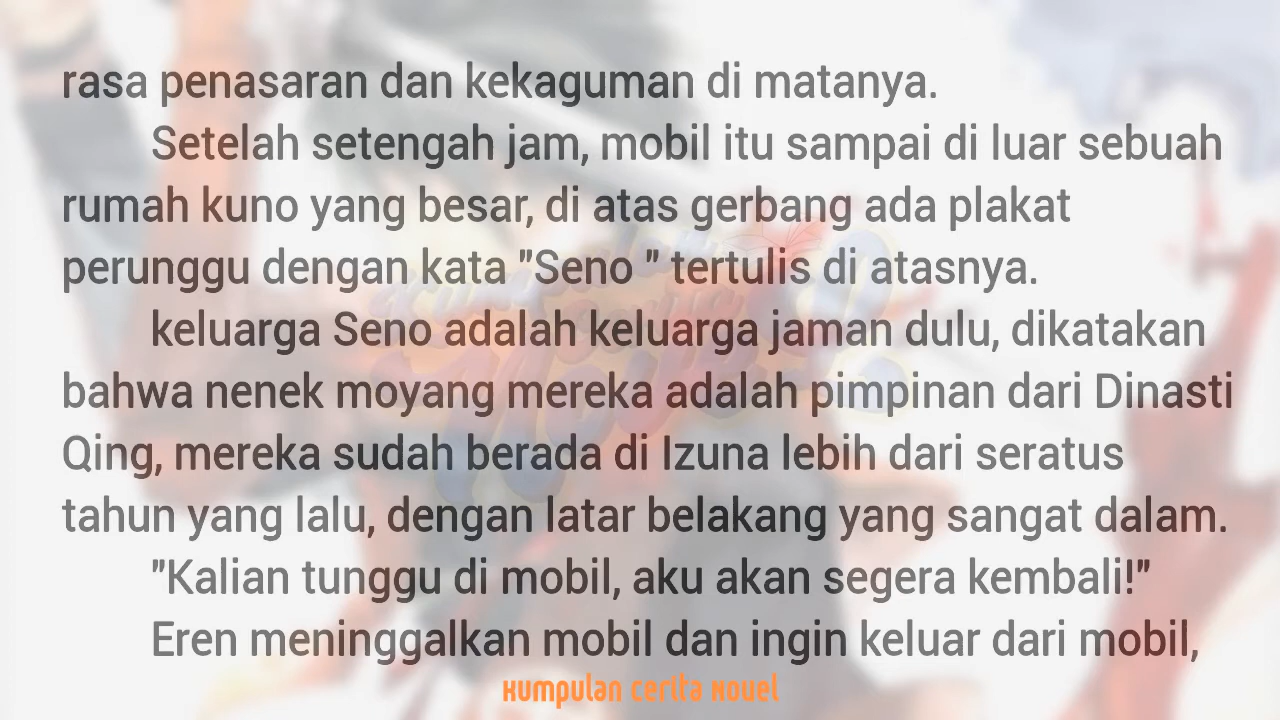 rasa penasaran dan kekaguman di matanya.
Setelah setengah jam, mobil itu sampai di luar sebuah
rumah kuno yang besar, di atas gerbang ada plakat
perunggu dengan kata "Seno " tertulis di atasnya.
keluarga Seno adalah keluarga jaman dulu, dikatakan
bahwa nenek moyang mereka adalah pimpinan dari Dinasti
Qing, mereka sudah berada di Izuna lebih dari seratus
tahun yang lalu, dengan latar belakang yang sangat dalam.
"Kalian tunggu di mobil, aku akan segera kembali!"
Eren meninggalkan mobil dan ingin keluar dari mobil,
Kumpulan cerita Novel